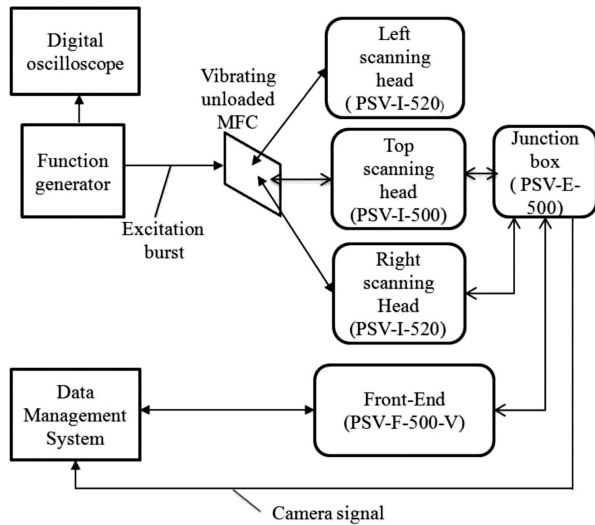 Digital
oscilloscope
Function
generator
Excitation
burst
Vibrating
unloaded
MFC
Left
scanning
head
( PSV-I-520)
Top
scanning
head
(PSV-I-500)
Right
scanning
Head
(PSV-I-520)
Junction
box
( PSV-E-
500)
Data
Management
System
Front-End
(PSV-F-500-V)
Camera signal